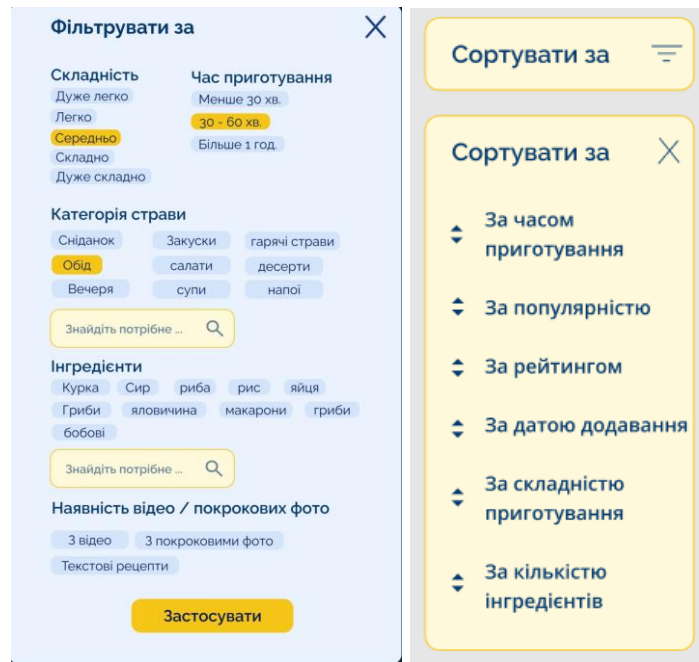 Фільтрувати за
Складність
Дуже легко
Легко
Середньо
Складно
Дуже складно
Час приготування
Менше 30 хв.
30 - 60 хв.
Більше 1 год.
Категорія страви
Сніданок Закуски гарячі страви
Обід салати десерти
Вечеря супи напої
Знайдіть потрібне ...
Інгредієнти
Курка Сир риба рис яйця
Гриби яловичина макарони гриби
бобові
Знайдіть потрібне ...
Наявність відео / покрокових фото
З відео З покроковими фото
Текстові рецепти
Застосувати
Сортувати за
Сортувати за
За часом
приготування
За популярністю
За рейтингом
За датою додавання
За складністю
приготування
За кількістю
інгредієнтів